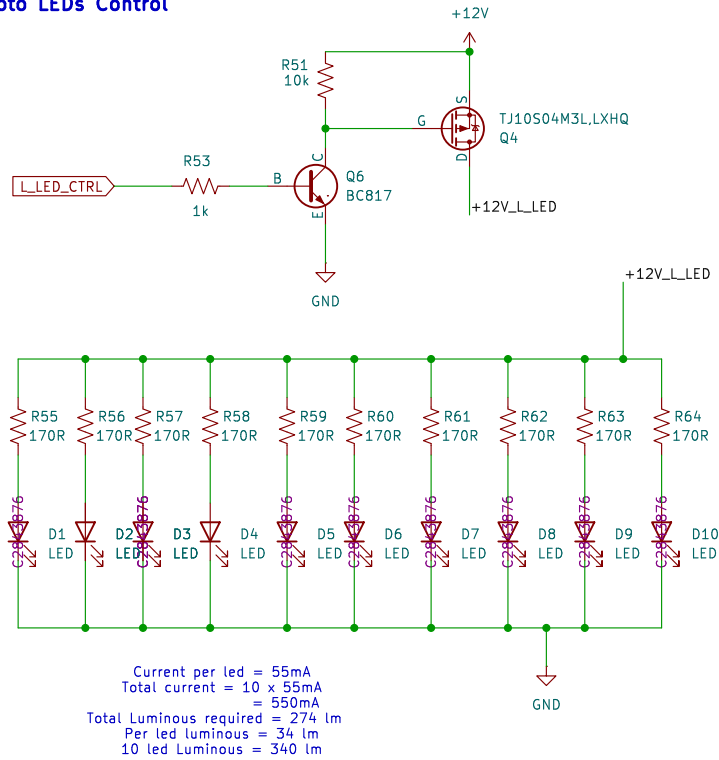 oto LEDs Control
+12V
R51
10k
TJ10S04M3L,LXHQ
Q4
S
G
D
R53
1k
L_LED_CTRL
B
C
E
Q6
BC817
+12V_L_LED
GND
+12V_L_LED
R55 R56 R57 R58 R59 R60 R61 R62 R63 R64
170R 170R 170R 170R 170R 170R 170R 170R 170R 170R
D1 D2 D3 D4 D5 D6 D7 D8 D9 D10
LED LED LED LED LED LED LED LED LED LED
GND
Current per led = 55mA
Total current = 10 x 55mA
= 550mA
Total Luminous required = 274 lm
Per led luminous = 34 lm
10 led Luminous = 340 lm